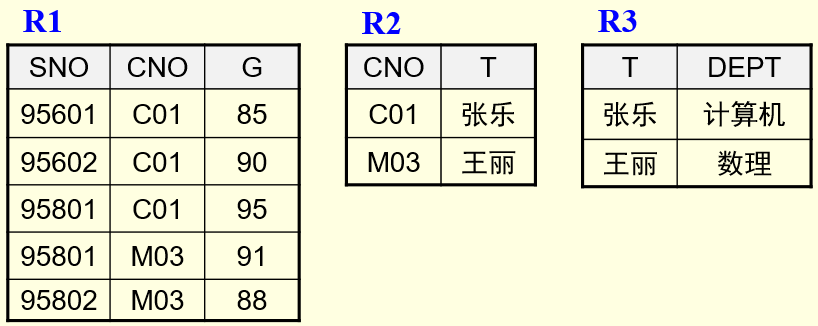 R1 R2 R3
SNO CNO G CNO T T DEPT
95601 C01 85 C01 张乐 张乐 计算机
95602 C01 90 M03 王丽 王丽 数理
95801 C01 95
95801 M03 91
95802 M03 88